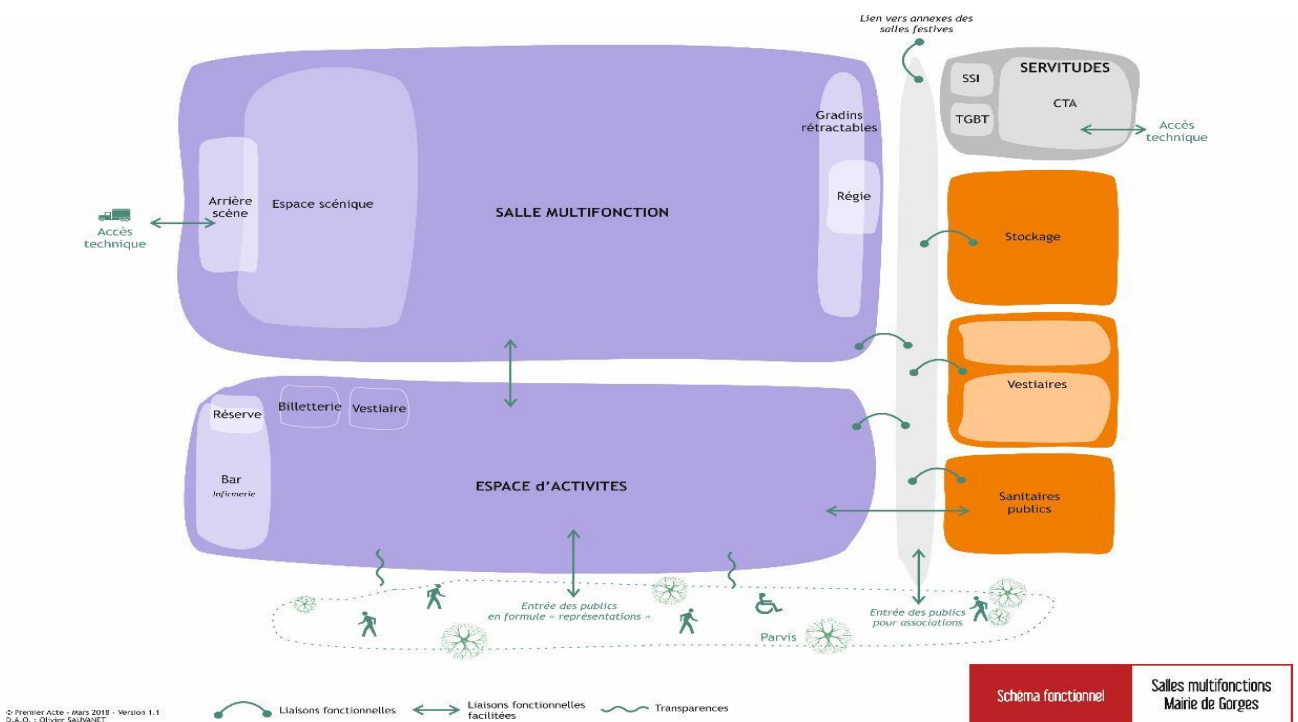 Lien vers annexes des
salles festives
SSI
SERVITUDES
CTA
TGBT
Accès
technique
Gradins
rétractables
Régie
Arrière
scène
Espace scénique
SALLE MULTIFONCTION
Accès
technique
Stockage
Vestiaires
Réserve
Billetterie
Vestiaire
Bar
Infirmerie
ESPACE d'ACTIVITES
Sanitaires
publics
Entrée des publics
en formule « représentations »
Entrée des publics
pour associations
Parvis
Schéma fonctionnel
Salles multifonctions
Mairie de Gorges
© Premier Acte - Mars 2018 - Version 1.1
D.A.O. : Olivier SAUVANET
Liaisons fonctionnelles
Liaisons fonctionnelles
facilitées
Transparences